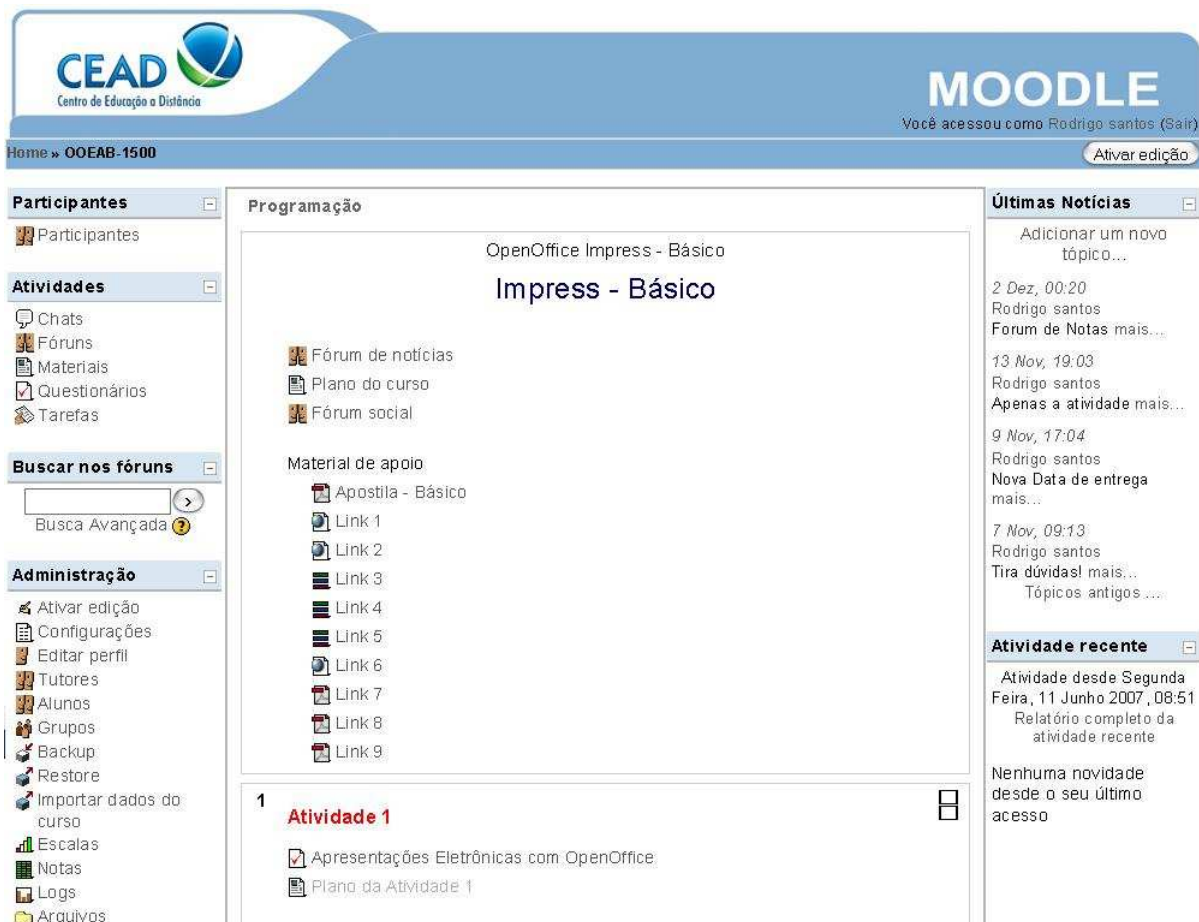 CEAD
Centro de Educação a Distância
MOODLE
Você acessou como Rodrigo santos (Sair)
Home » OOEAB-1500
Ativar edição
Participantes
Participantes
Atividades
Chats
Fóruns
Materiais
Questionários
Tarefas
Buscar nos fóruns
Busca Avançada
Administração
Ativar edição
Configurações
Editar perfil
Tutores
Alunos
Grupos
Backup
Restore
Importar dados do
curso
Escalas
Notas
Logs
Arquivos
Programação
OpenOffice Impress - Básico
Impress - Básico
Fórum de notícias
Plano do curso
Fórum social
Material de apoio
Apostila - Básico
Link 1
Link 2
Link 3
Link 4
Link 5
Link 6
Link 7
Link 8
Link 9
1
Atividade 1
Apresentações Eletrônicas com OpenOffice
Plano da Atividade 1
Últimas Notícias
Adicionar um novo
tópico...
2 Dez, 00:20
Rodrigo santos
Forum de Notas mais...
13 Nov, 19:03
Rodrigo santos
Apenas a atividade mais...
9 Nov, 17:04
Rodrigo santos
Nova Data de entrega
mais...
7 Nov, 09:13
Rodrigo santos
Tira dúvidas! mais...
Tópicos antigos ...
Atividade recente
Atividade desde Segunda
Feira, 11 Junho 2007, 08:51
Relatório completo da
atividade recente
Nenhuma novidade
desde o seu último
acesso